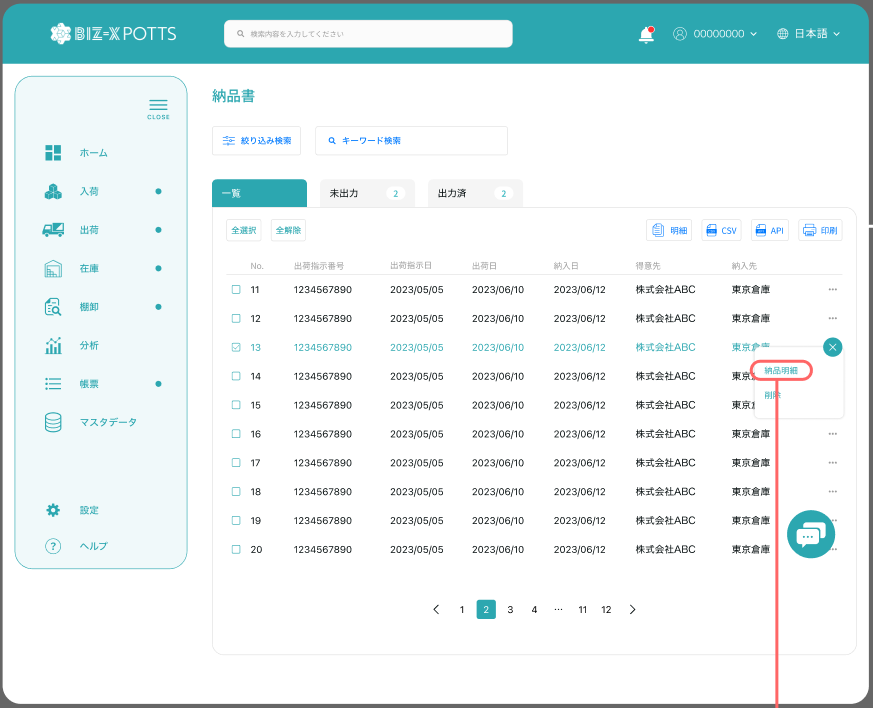 BIZ-X POTTS
検索内容を入力してください
00000000
日本語
CLOSE
ホーム
入荷
出荷
在庫
棚卸
分析
帳票
マスタデータ
設定
? ヘルプ
納品書
絞り込み検索
キーワード検索
一覧
未出力 2
出力済 2
全選択 全解除
明細 CSV API 印刷
No. 出荷指示番号 出荷指示日 出荷日 納入日 得意先 納入先
11 1234567890 2023/05/05 2023/06/10 2023/06/12 株式会社ABC 東京倉庫 ...
12 1234567890 2023/05/05 2023/06/10 2023/06/12 株式会社ABC 東京倉庫 ...
13 1234567890 2023/05/05 2023/06/10 2023/06/12 株式会社ABC 東京倉庫
納品明細
削除
14 1234567890 2023/05/05 2023/06/10 2023/06/12 株式会社ABC 東京
15 1234567890 2023/05/05 2023/06/10 2023/06/12 株式会社ABC 東京
16 1234567890 2023/05/05 2023/06/10 2023/06/12 株式会社ABC 東京倉庫 ...
17 1234567890 2023/05/05 2023/06/10 2023/06/12 株式会社ABC 東京倉庫 ...
18 1234567890 2023/05/05 2023/06/10 2023/06/12 株式会社ABC 東京倉庫 ...
19 1234567890 2023/05/05 2023/06/10 2023/06/12 株式会社ABC 東京倉庫
20 1234567890 2023/05/05 2023/06/10 2023/06/12 株式会社ABC 東京倉庫
< 1 2 3 4 ... 11 12 >